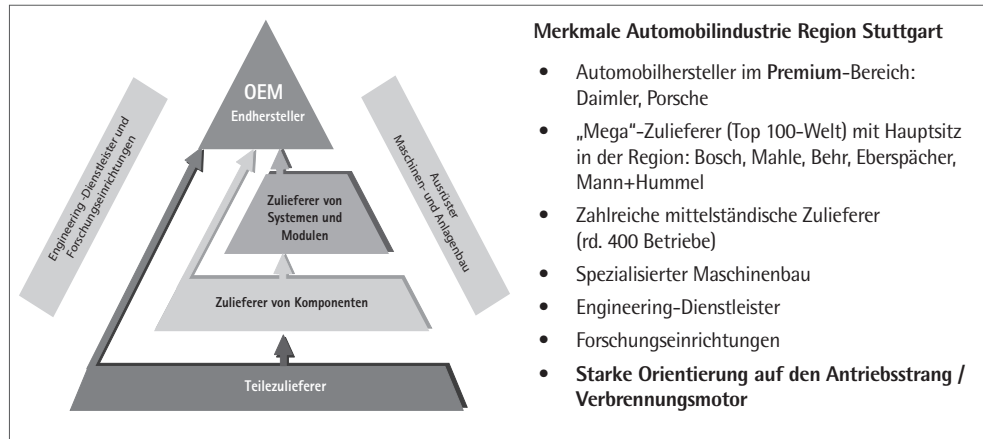 OEM
Endhersteller
Engineering -Dienstleister und
Forschungseinrichtungen
Ausrüster
Maschinen- und Anlagenbau
Zulieferer von
Systemen und
Modulen
Zulieferer von Komponenten
Teilezulieferer
Merkmale Automobilindustrie Region Stuttgart
• Automobilhersteller im Premium-Bereich:
Daimler, Porsche
• „Mega“-Zulieferer (Top 100-Welt) mit Hauptsitz
in der Region: Bosch, Mahle, Behr, Eberspächer,
Mann+Hummel
• Zahlreiche mittelständische Zulieferer
(rd. 400 Betriebe)
• Spezialisierter Maschinenbau
• Engineering-Dienstleister
• Forschungseinrichtungen
• Starke Orientierung auf den Antriebsstrang /
Verbrennungsmotor